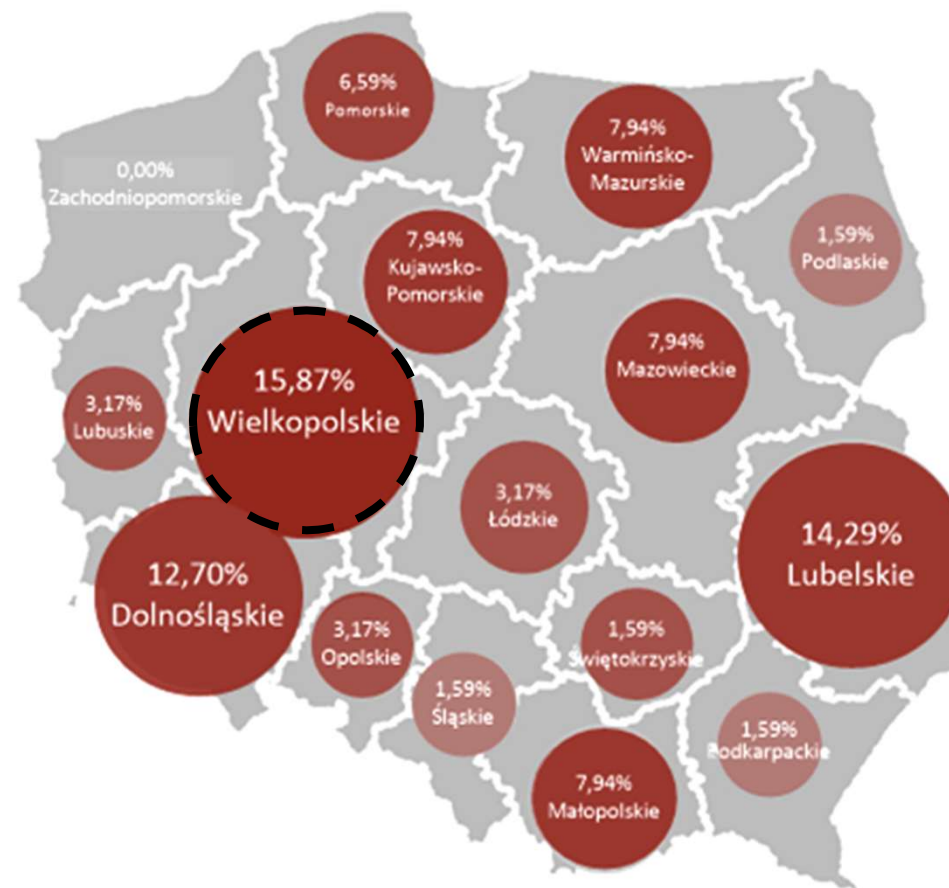 6,59%
Pomorskie
7,94%
Warmińsko-
Mazurskie
0,00%
Zachodniopomorskie
7,94%
Kujawsko-
Pomorskie
1,59%
Podlaskie
7,94%
Mazowieckie
15,87%
Wielkopolskie
3,17%
Lubuskie
3,17%
Łódzkie
14,29%
Lubelskie
12,70%
Dolnośląskie
3,17%
Opolskie
1,59%
Świętokrzyskie
1,59%
Śląskie
1,59%
Podkarpackie
7,94%
Małopolskie